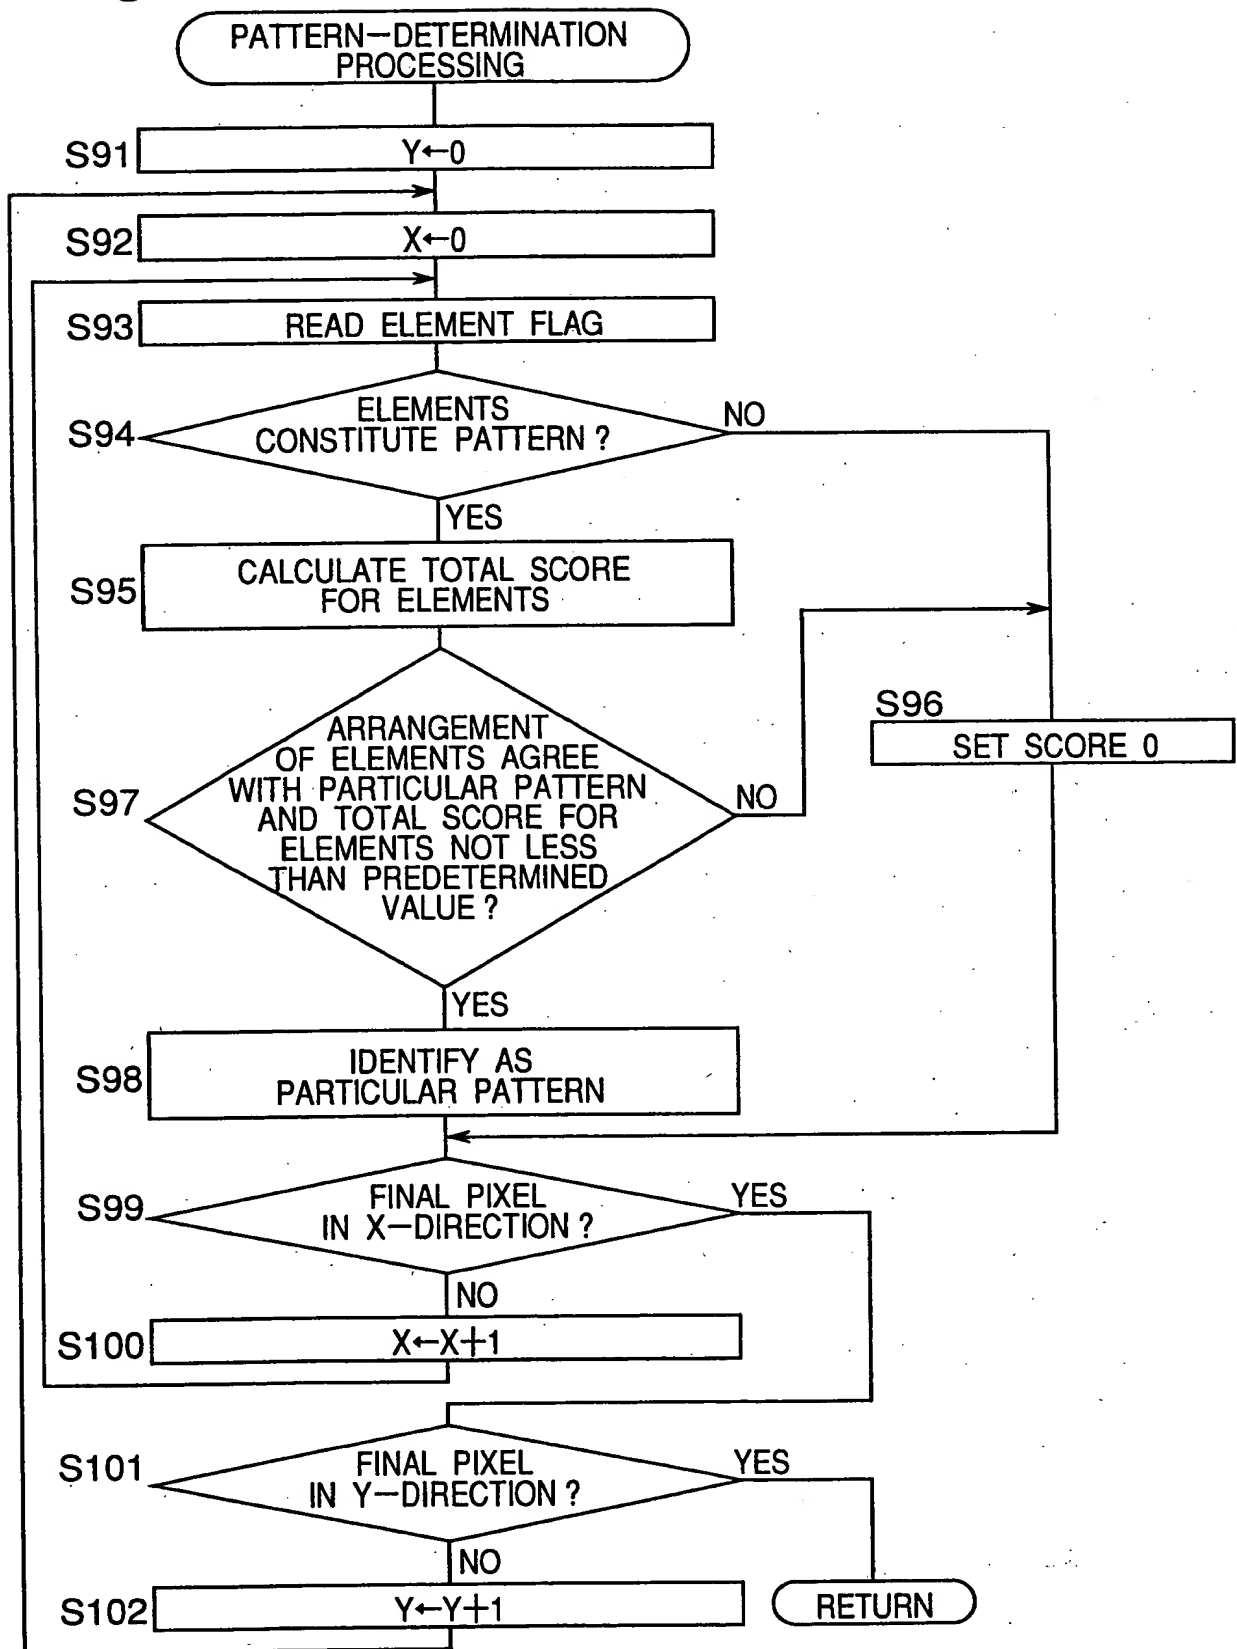 PATTERN-DETERMINATION
PROCESSING
S91
Y←0
S92
X←0
S93
READ ELEMENT FLAG
S94
ELEMENTS
CONSTITUTE PATTERN?
NO
YES
S95
CALCULATE TOTAL SCORE
FOR ELEMENTS
S96
SET SCORE 0
S97
ARRANGEMENT
OF ELEMENTS AGREE
WITH PARTICULAR PATTERN
AND TOTAL SCORE FOR
ELEMENTS NOT LESS
THAN PREDETERMINED
VALUE?
NO
YES
S98
IDENTIFY AS
PARTICULAR PATTERN
S99
FINAL PIXEL
IN X-DIRECTION?
YES
NO
S100
X←X+1
S101
FINAL PIXEL
IN Y-DIRECTION?
YES
NO
S102
Y←Y+1
RETURN